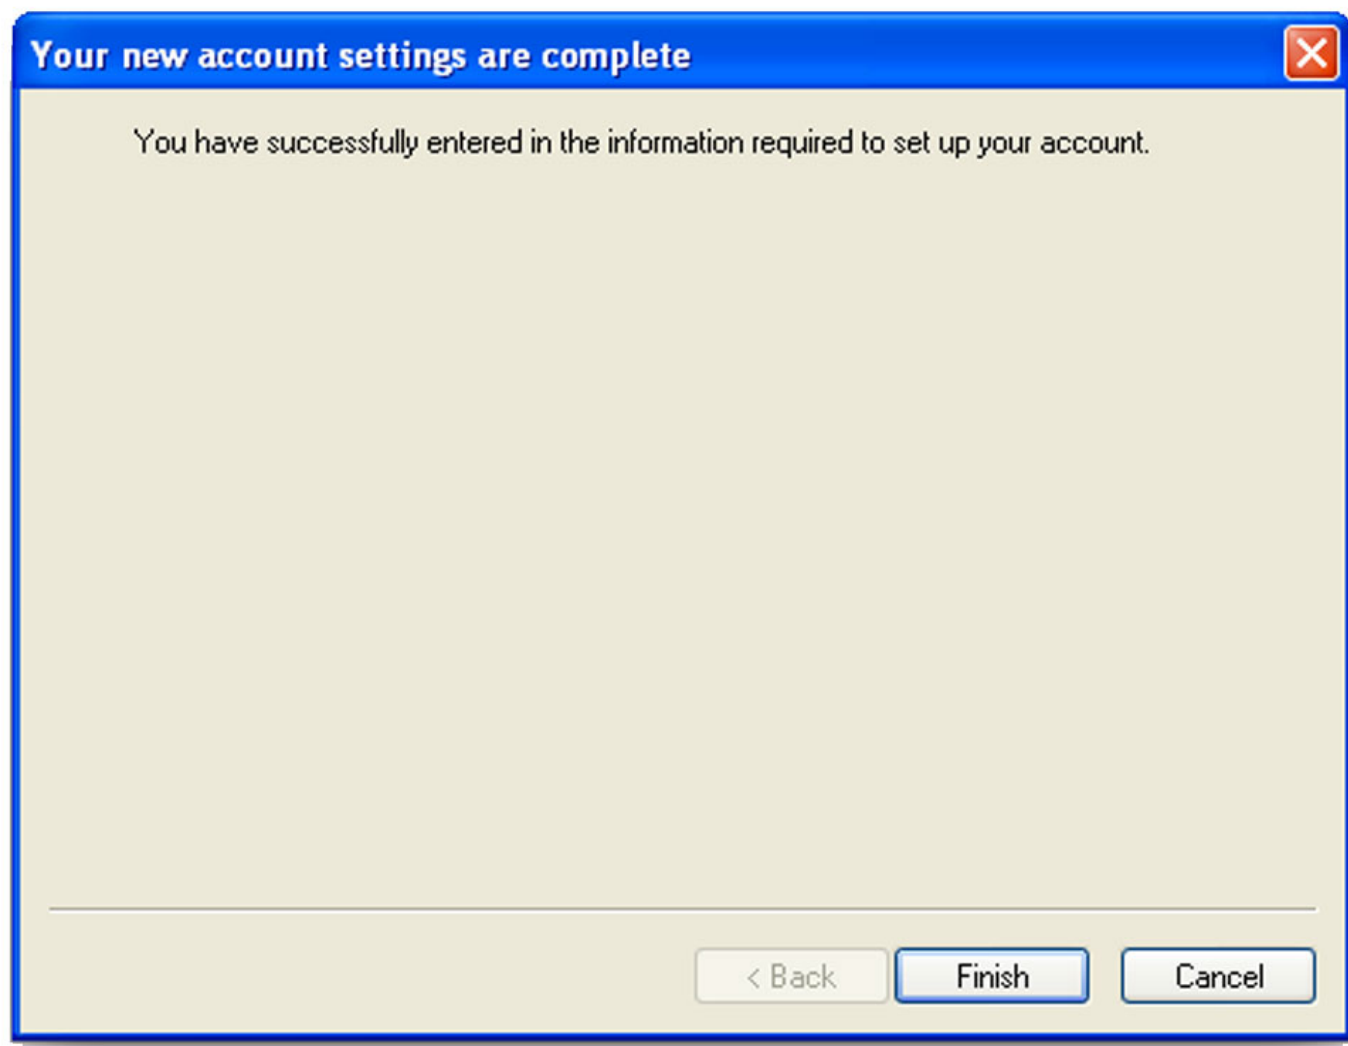 Your new account settings are complete
You have successfully entered in the information required to set up your account.
< Back
Finish
Cancel